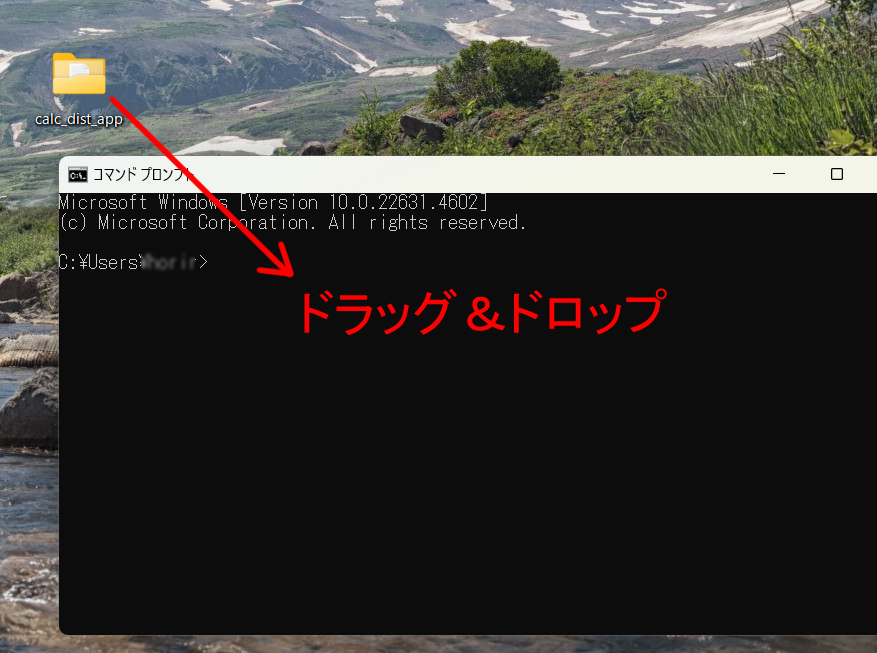 calc_dist_app
コマンド プロンプト
Microsoft Windows [Version 10.0.22631.4602]
(c) Microsoft Corporation. All rights reserved.
C:¥Users¥>
ドラッグ &ドロップ